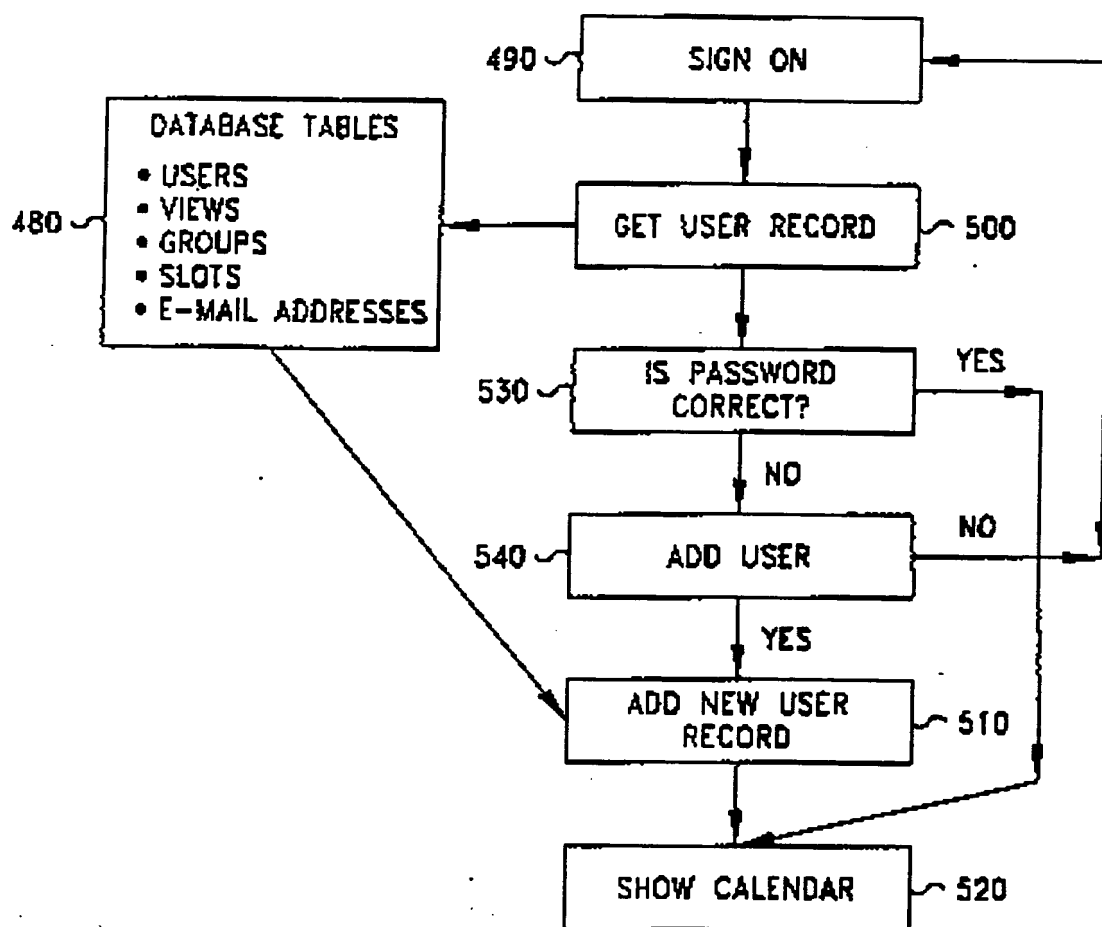 490 SIGN ON
DATABASE TABLES
• USERS
• VIEWS
• GROUPS
• SLOTS
• E-MAIL ADDRESSES
480
GET USER RECORD 500
530 IS PASSWORD
CORRECT?
YES
NO
540 ADD USER
NO
YES
ADD NEW USER
RECORD
510
SHOW CALENDAR 520